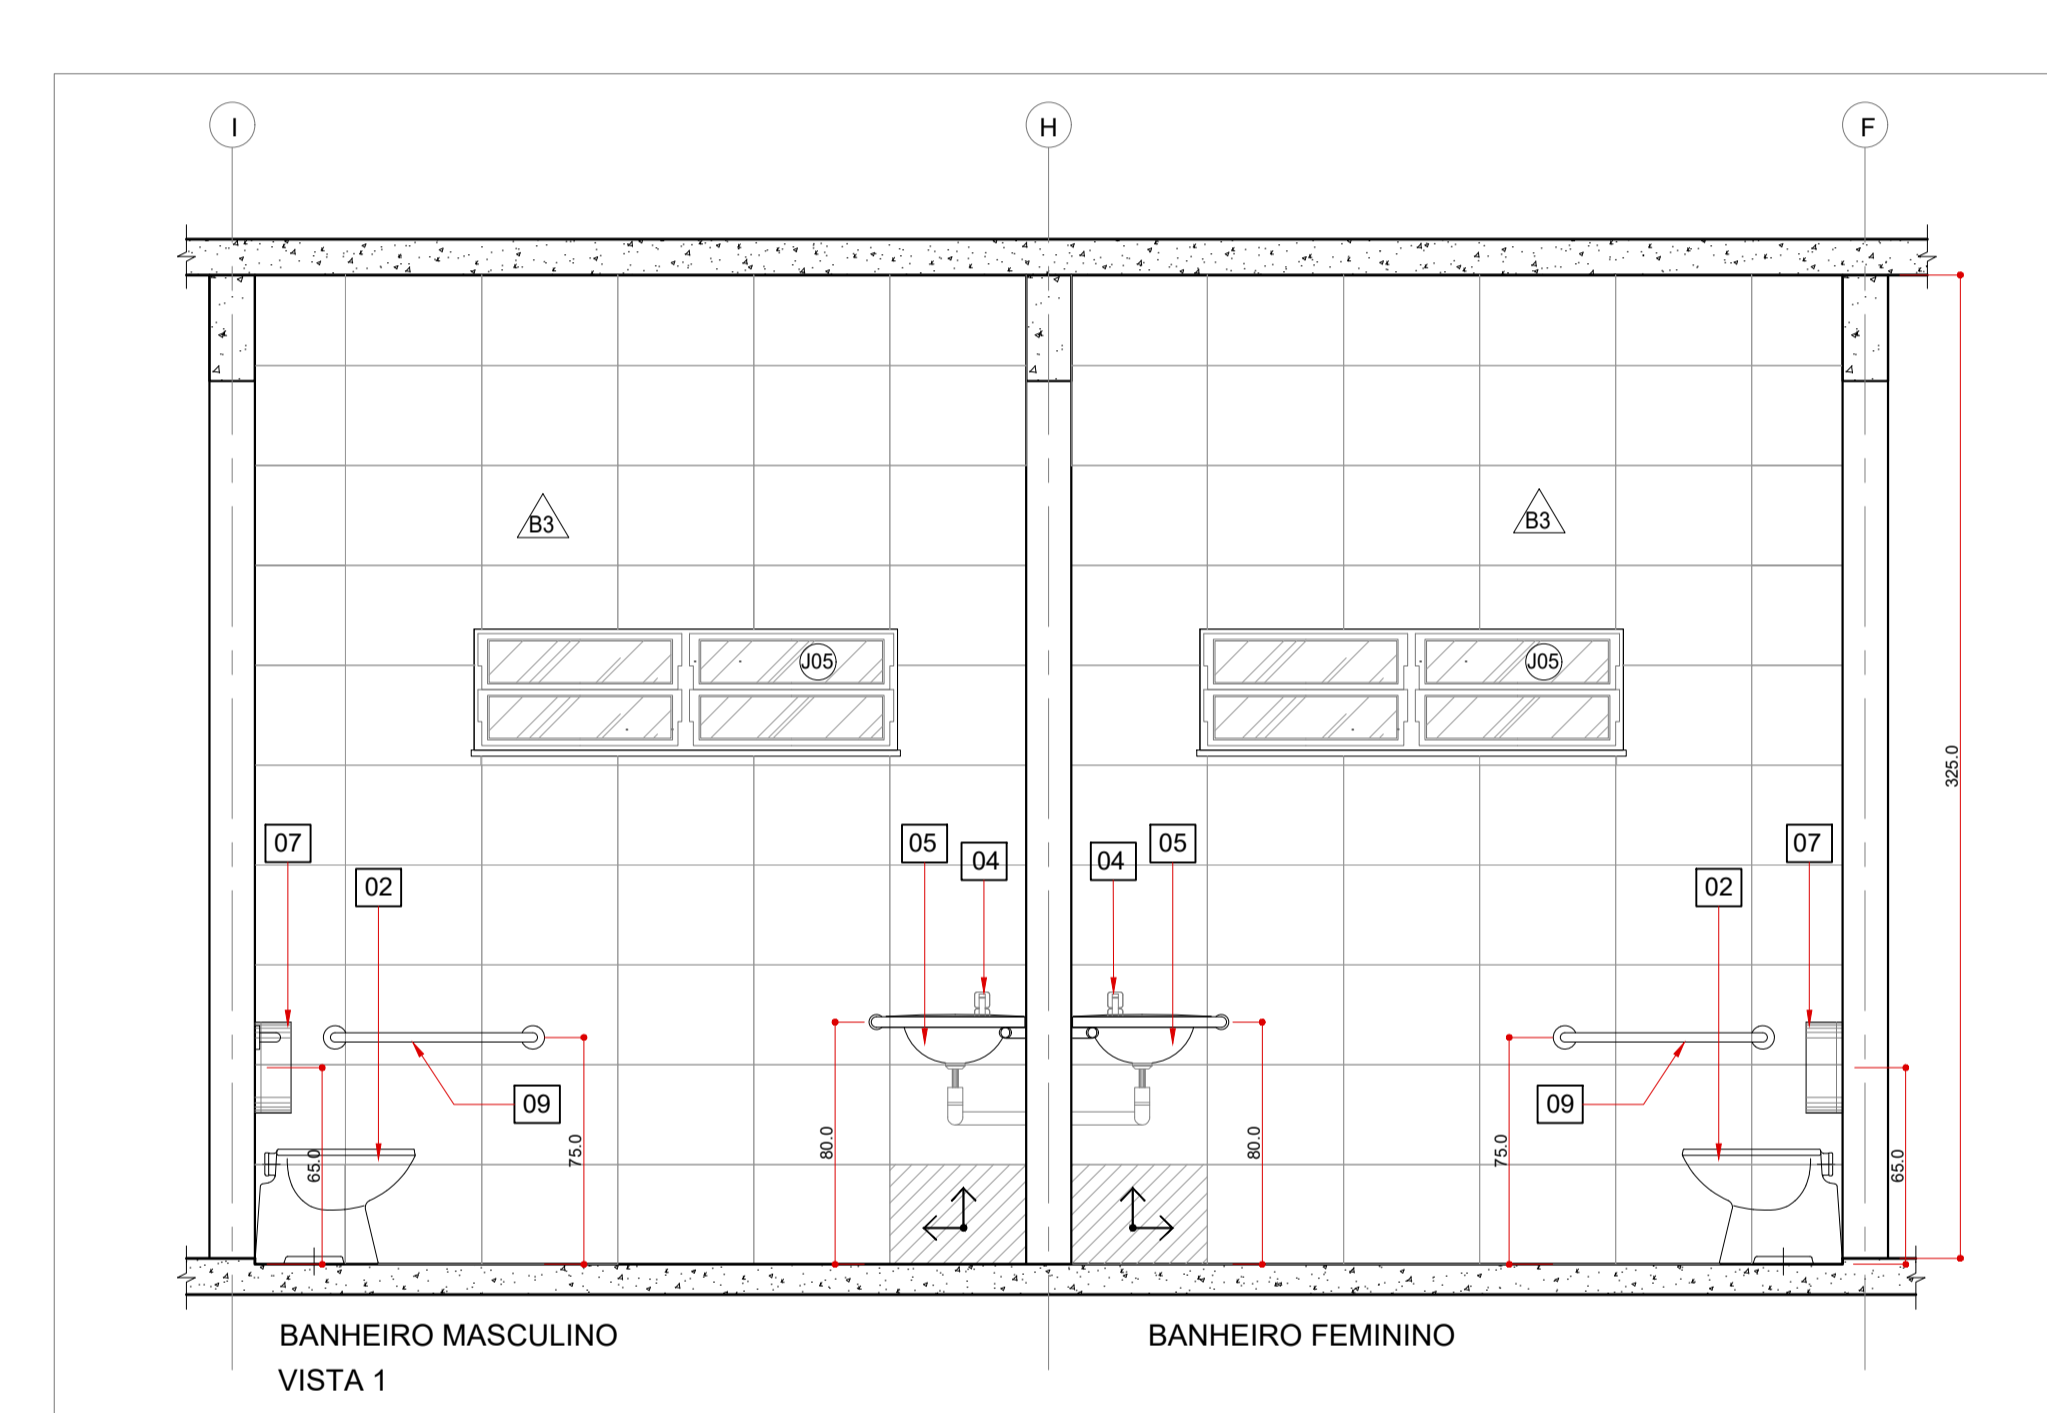 I H F
B3 B3
J05 J05
325.0
07 05 04 04 05 07
02 02
09 09
65.0 75.0 80.0 80.0 75.0 65.0
BANHEIRO MASCULINO BANHEIRO FEMININO
VISTA 1